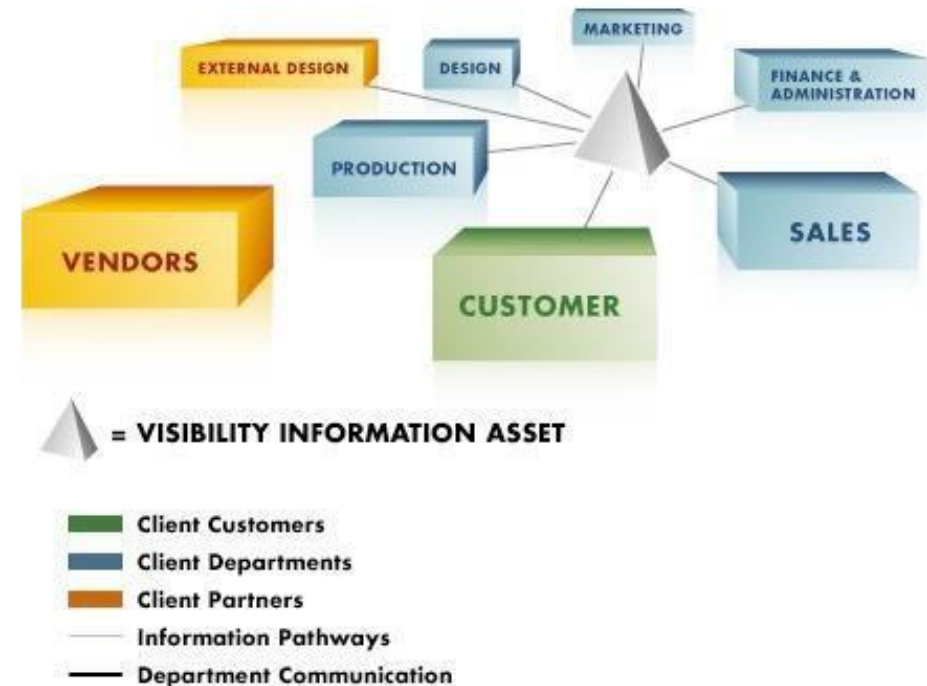 MARKETING
EXTERNAL DESIGN
DESIGN
FINANCE &
ADMINISTRATION
PRODUCTION
SALES
VENDORS
CUSTOMER
= VISIBILITY INFORMATION ASSET
Client Customers
Client Departments
Client Partners
Information Pathways
Department Communication